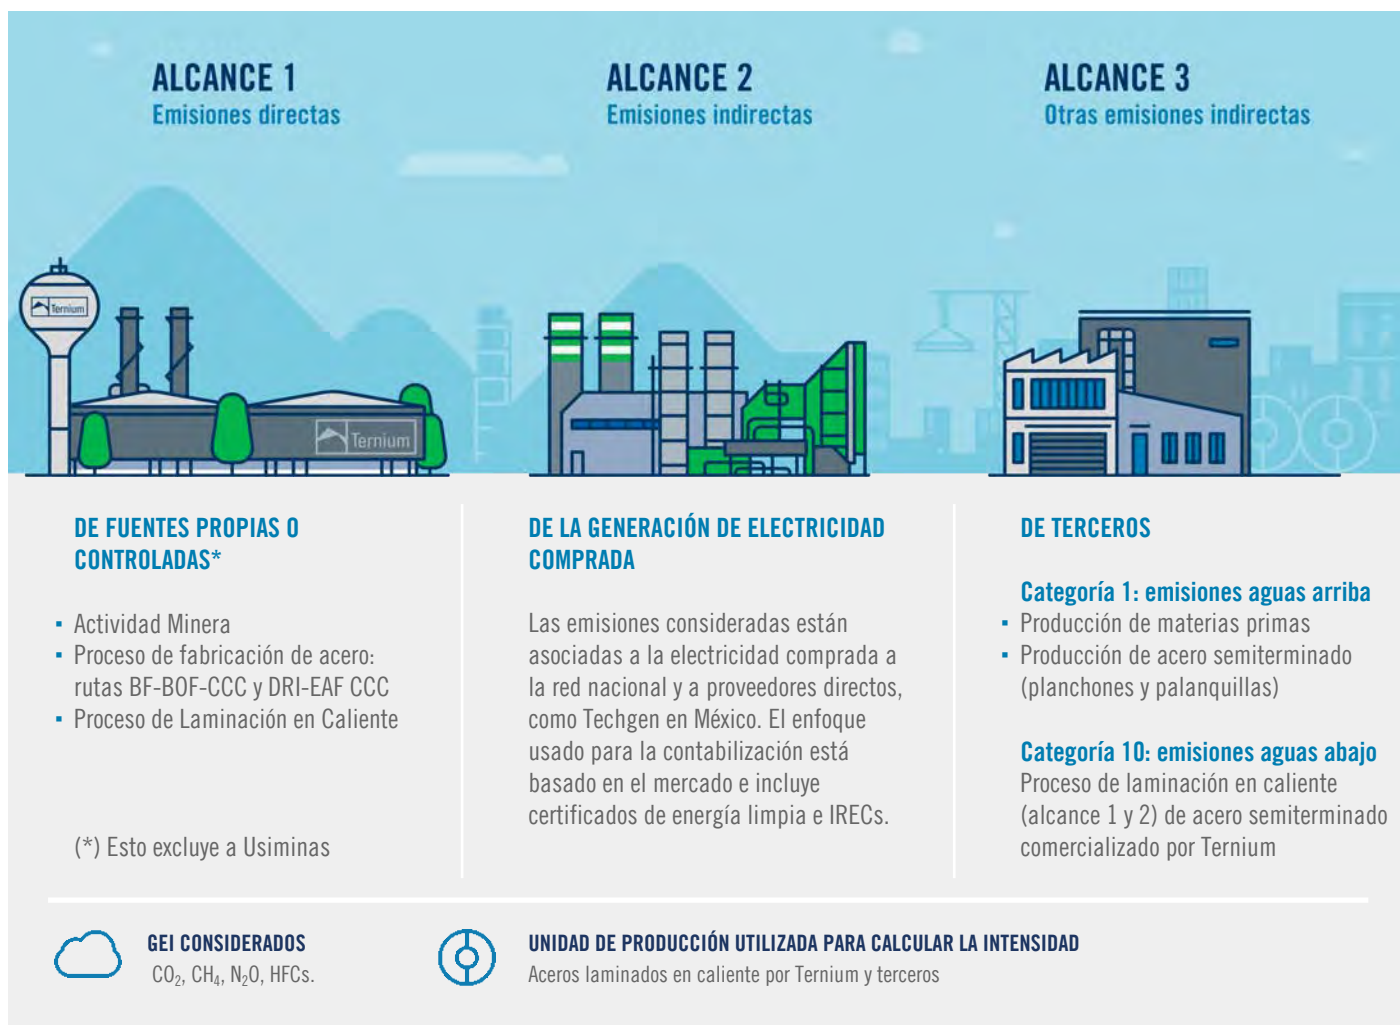 ALCANCE 1
Emisiones directas
ALCANCE 2
Emisiones indirectas
ALCANCE 3
Otras emisiones indirectas
Ternium
Ternium
DE FUENTES PROPIAS O
CONTROLADAS*
▪ Actividad Minera
▪ Proceso de fabricación de acero:
rutas BF-BOF-CCC y DRI-EAF CCC
▪ Proceso de Laminación en Caliente
(*) Esto excluye a Usiminas
DE LA GENERACIÓN DE ELECTRICIDAD
COMPRADA
Las emisiones consideradas están
asociadas a la electricidad comprada a
la red nacional y a proveedores directos,
como Techgen en México. El enfoque
usado para la contabilización está
basado en el mercado e incluye
certificados de energía limpia e IRECs.
DE TERCEROS
Categoría 1: emisiones aguas arriba
▪ Producción de materias primas
▪ Producción de acero semiterminado
(planchones y palanquillas)
Categoría 10: emisiones aguas abajo
Proceso de laminación en caliente
(alcance 1 y 2) de acero semiterminado
comercializado por Ternium
GEI CONSIDERADOS
CO₂, CH₄, N₂O, HFCs.
UNIDAD DE PRODUCCIÓN UTILIZADA PARA CALCULAR LA INTENSIDAD
Aceros laminados en caliente por Ternium y terceros